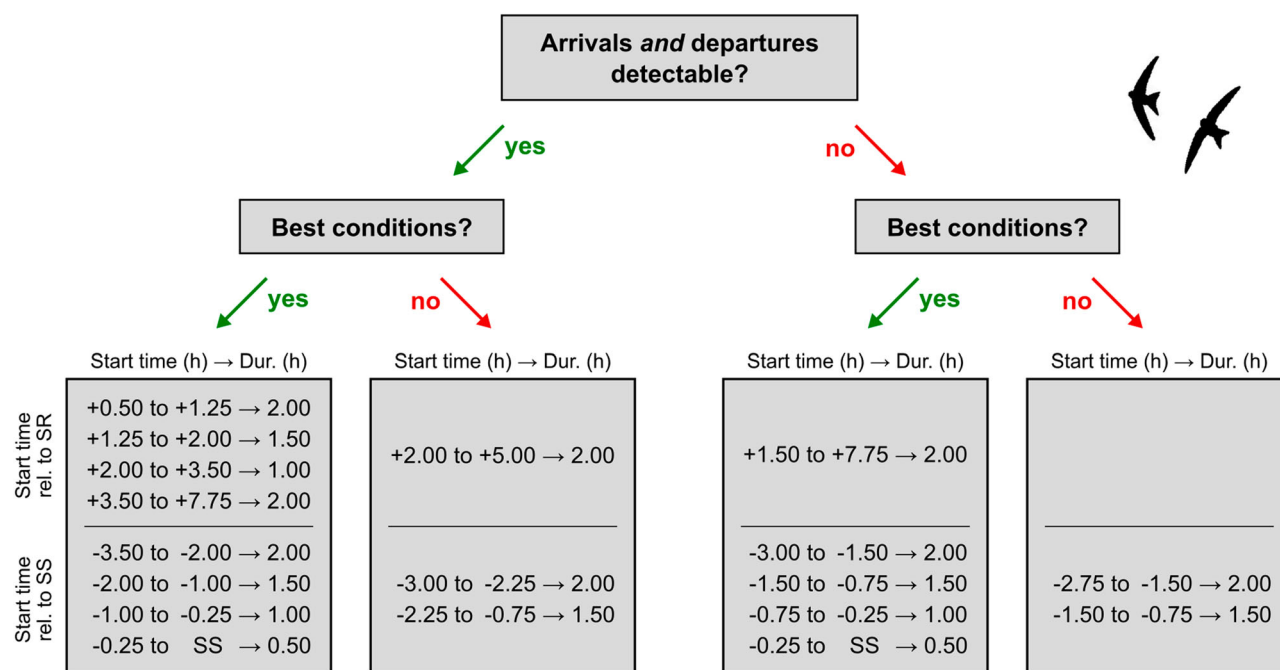 Arrivals and departures
detectable?
yes
no
Best conditions?
Best conditions?
yes
no
yes
no
Start time (h) → Dur. (h)
Start time (h) → Dur. (h)
Start time (h) → Dur. (h)
Start time (h) → Dur. (h)
Start time
rel. to SR
+0.50 to +1.25 → 2.00
+1.25 to +2.00 → 1.50
+2.00 to +3.50 → 1.00
+3.50 to +7.75 → 2.00
+2.00 to +5.00 → 2.00
+1.50 to +7.75 → 2.00
Start time
rel. to SS
-3.50 to -2.00 → 2.00
-2.00 to -1.00 → 1.50
-1.00 to -0.25 → 1.00
-0.25 to SS → 0.50
-3.00 to -2.25 → 2.00
-2.25 to -0.75 → 1.50
-3.00 to -1.50 → 2.00
-1.50 to -0.75 → 1.50
-0.75 to -0.25 → 1.00
-0.25 to SS → 0.50
-2.75 to -1.50 → 2.00
-1.50 to -0.75 → 1.50